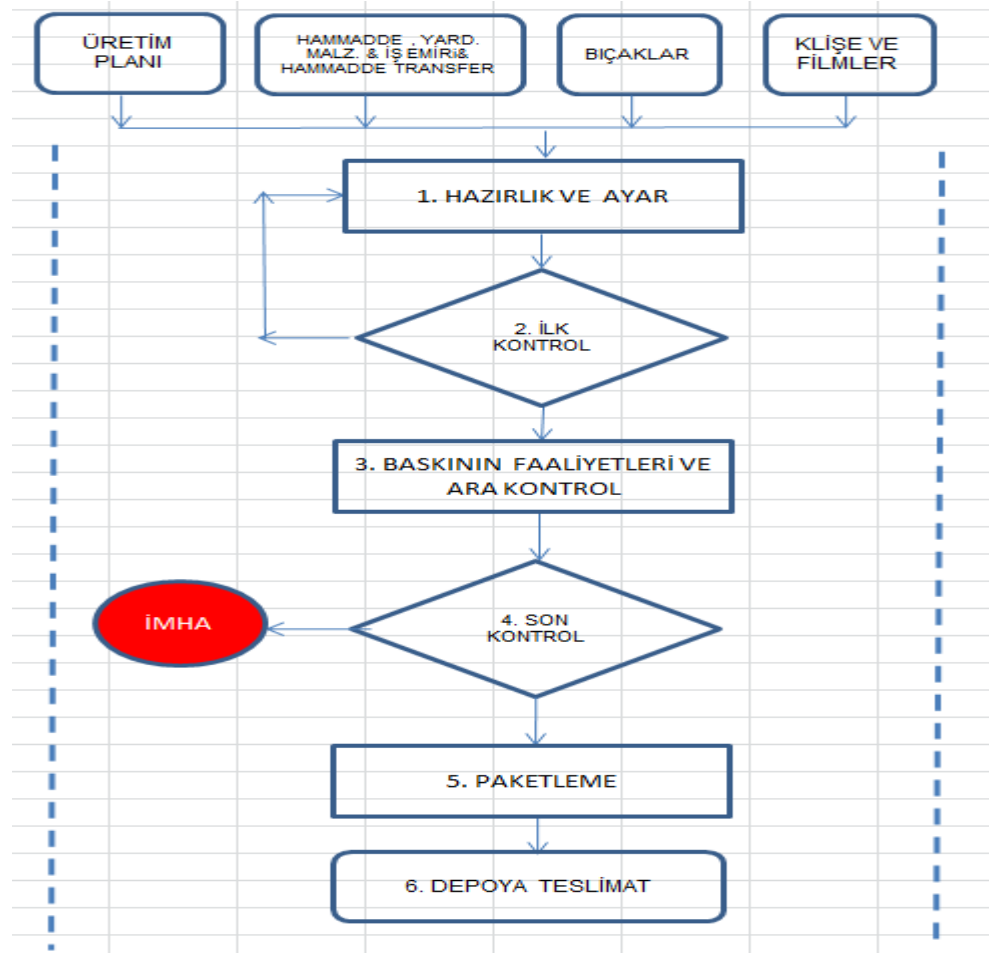 ÜRETİM
PLANI
HAMMADDE , YARD.
MALZ. & İŞ EMİRİ&
HAMMADDE TRANSFER
BIÇAKLAR
KLİŞE VE
FİLMLER
1. HAZIRLIK VE AYAR
2. İLK
KONTROL
3. BASKININ FAALİYETLERİ VE
ARA KONTROL
4. SON
KONTROL
İMHA
5. PAKETLEME
6. DEPOYA TESLİMAT